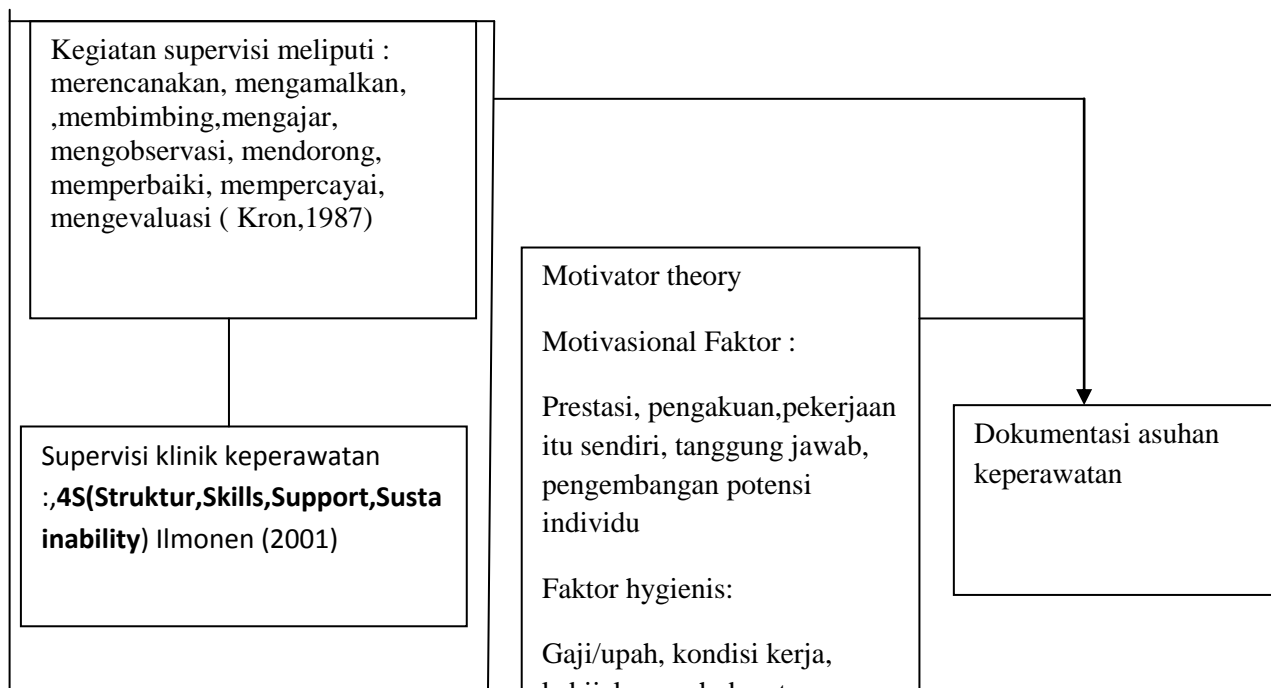 Kegiatan supervisi meliputi :
merencanakan, mengamalkan,
,membimbing,mengajar,
mengobservasi, mendorong,
memperbaiki, mempercayai,
mengevaluasi ( Kron,1987)
Supervisi klinik keperawatan
:,4S(Struktur,Skills,Support,Susta
inability) Ilmonen (2001)
Motivator theory
Motivasional Faktor :
Prestasi, pengakuan,pekerjaan
itu sendiri, tanggung jawab,
pengembangan potensi
individu
Faktor hygienis:
Gaji/upah, kondisi kerja,
Dokumentasi asuhan
keperawatan